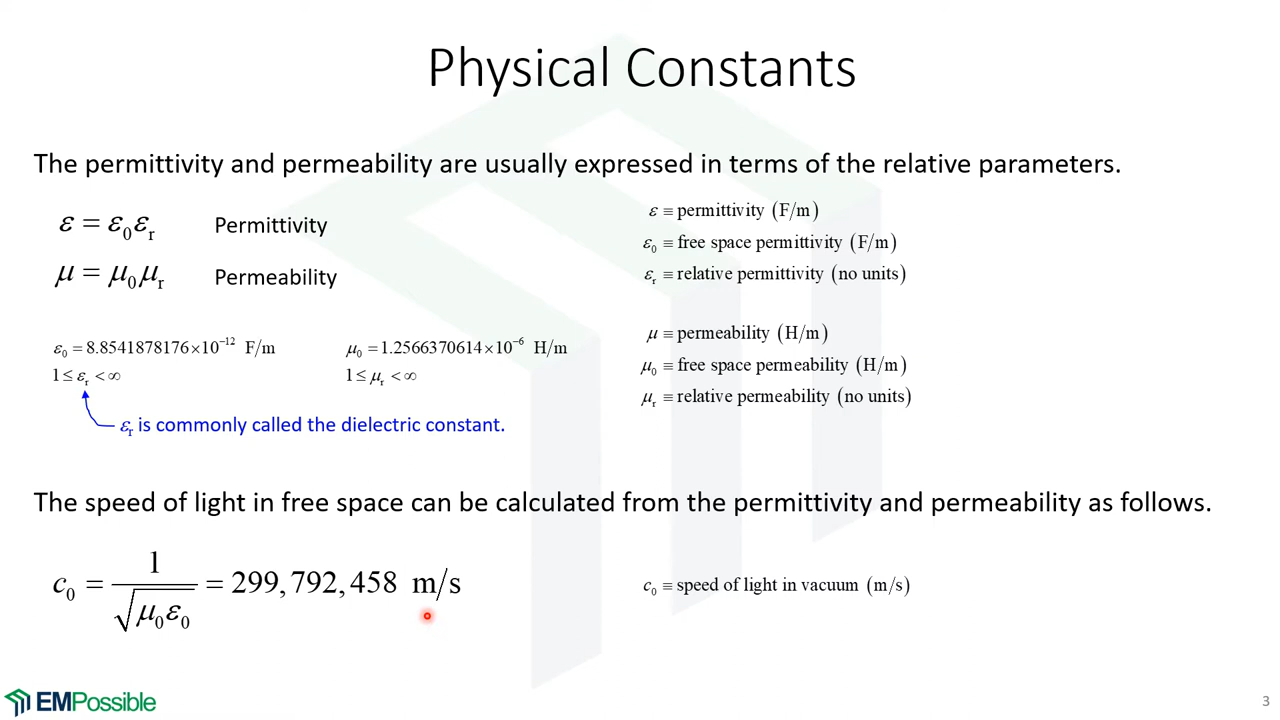 Physical Constants
The permittivity and permeability are usually expressed in terms of the relative parameters.
ε = ε₀εᵣ Permittivity
μ = μ₀μᵣ Permeability
ε₀ = 8.8541878176×10⁻¹² F/m μ₀ = 1.2566370614×10⁻⁶ H/m
1 ≤ εᵣ < ∞ 1 ≤ μᵣ < ∞
εᵣ is commonly called the dielectric constant.
ε ≡ permittivity (F/m)
ε₀ ≡ free space permittivity (F/m)
εᵣ ≡ relative permittivity (no units)
μ ≡ permeability (H/m)
μ₀ ≡ free space permeability (H/m)
μᵣ ≡ relative permeability (no units)
The speed of light in free space can be calculated from the permittivity and permeability as follows.
c₀ = 1/√(μ₀ε₀) = 299,792,458 m/s
c₀ ≡ speed of light in vacuum (m/s)
EMPossible
3